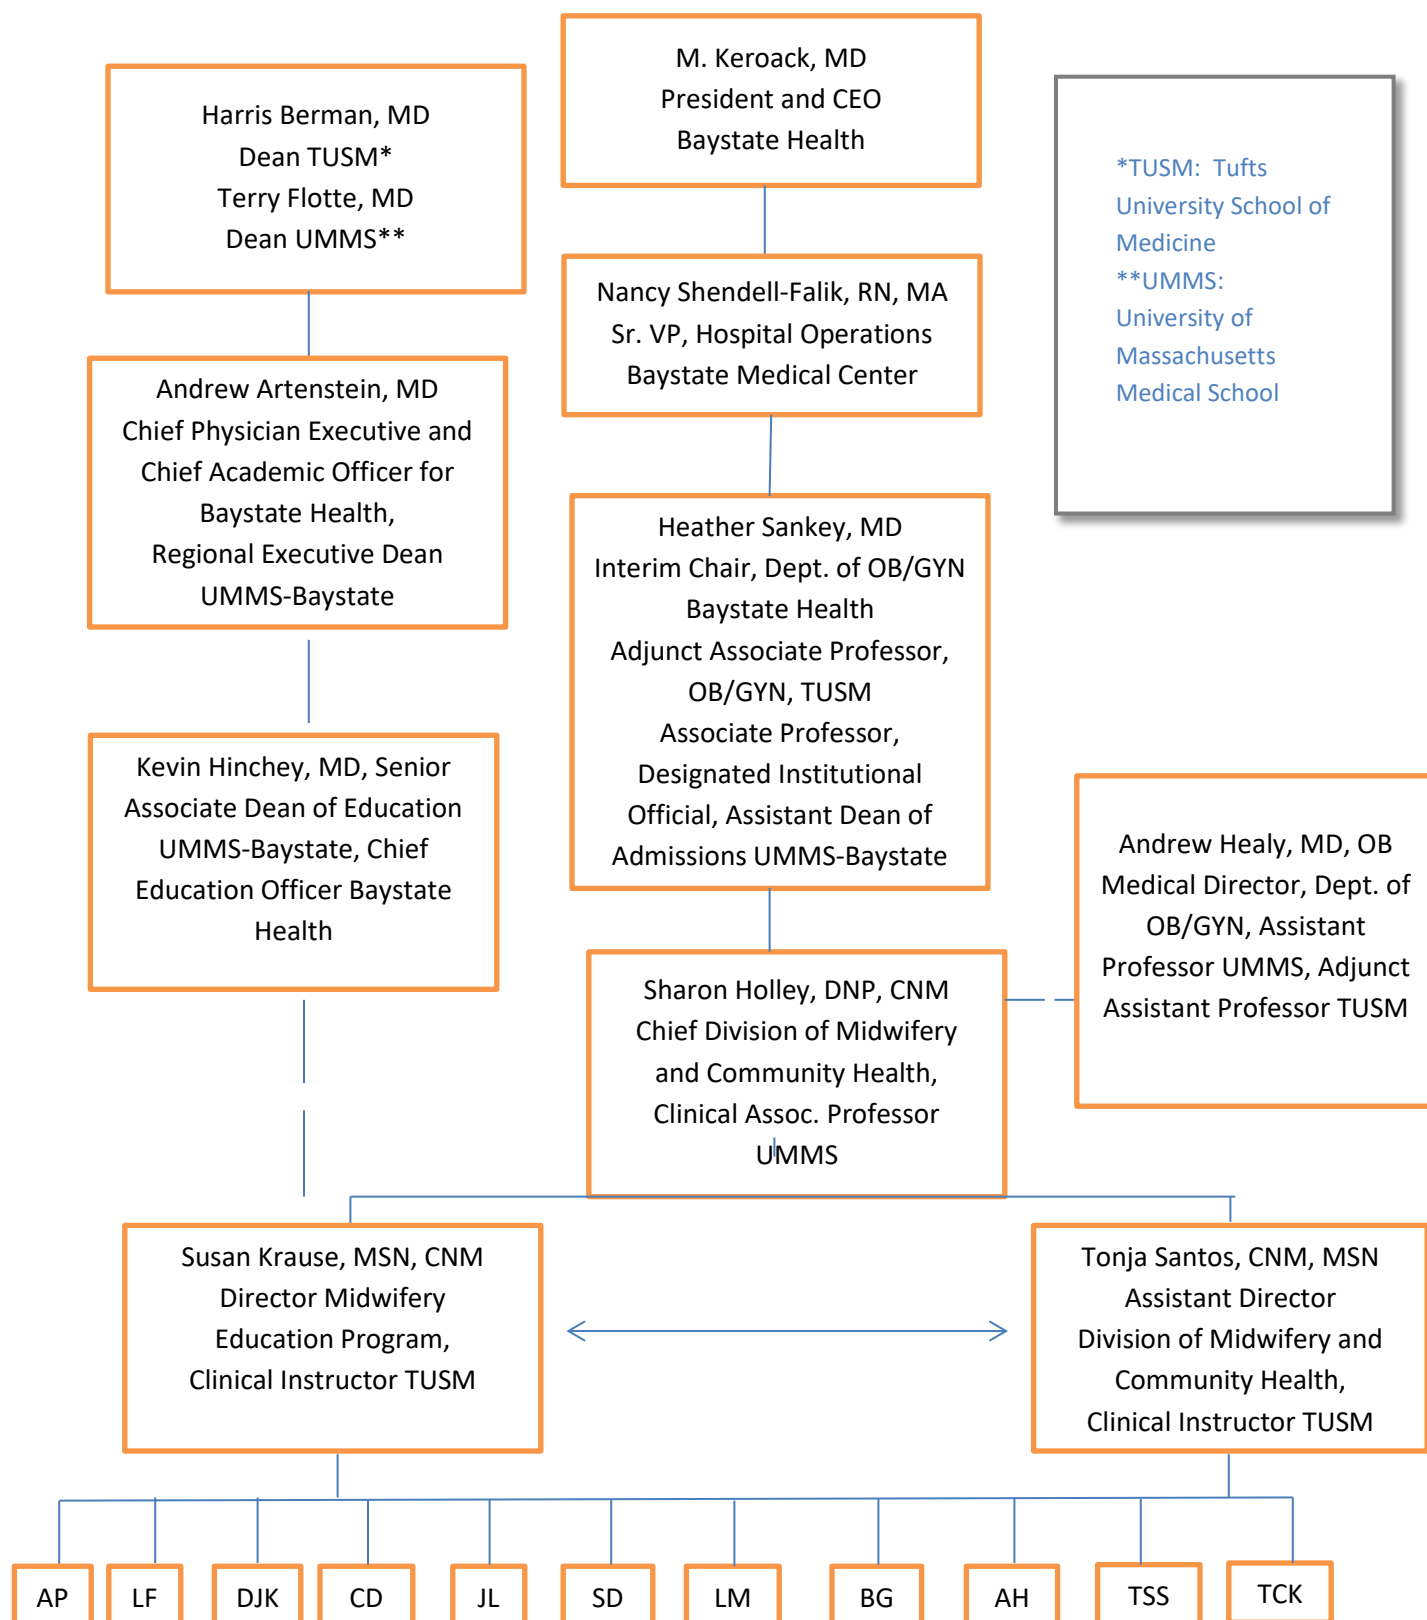 M. Keroack, MD
President and CEO
Baystate Health
Harris Berman, MD
Dean TUSM*
Terry Flotte, MD
Dean UMMS**
*TUSM: Tufts
University School of
Medicine
**UMMS:
University of
Massachusetts
Medical School
Nancy Shendell-Falik, RN, MA
Sr. VP, Hospital Operations
Baystate Medical Center
Andrew Artenstein, MD
Chief Physician Executive and
Chief Academic Officer for
Baystate Health,
Regional Executive Dean
UMMS-Baystate
Heather Sankey, MD
Interim Chair, Dept. of OB/GYN
Baystate Health
Adjunct Associate Professor,
OB/GYN, TUSM
Associate Professor,
Designated Institutional
Official, Assistant Dean of
Admissions UMMS-Baystate
Kevin Hinchey, MD, Senior
Associate Dean of Education
UMMS-Baystate, Chief
Education Officer Baystate
Health
Andrew Healy, MD, OB
Medical Director, Dept. of
OB/GYN, Assistant
Professor UMMS, Adjunct
Assistant Professor TUSM
Sharon Holley, DNP, CNM
Chief Division of Midwifery
and Community Health,
Clinical Assoc. Professor
UMMS
Susan Krause, MSN, CNM
Director Midwifery
Education Program,
Clinical Instructor TUSM
Tonja Santos, CNM, MSN
Assistant Director
Division of Midwifery and
Community Health,
Clinical Instructor TUSM
AP
LF
DJK
CD
JL
SD
LM
BG
AH
TSS
TCK